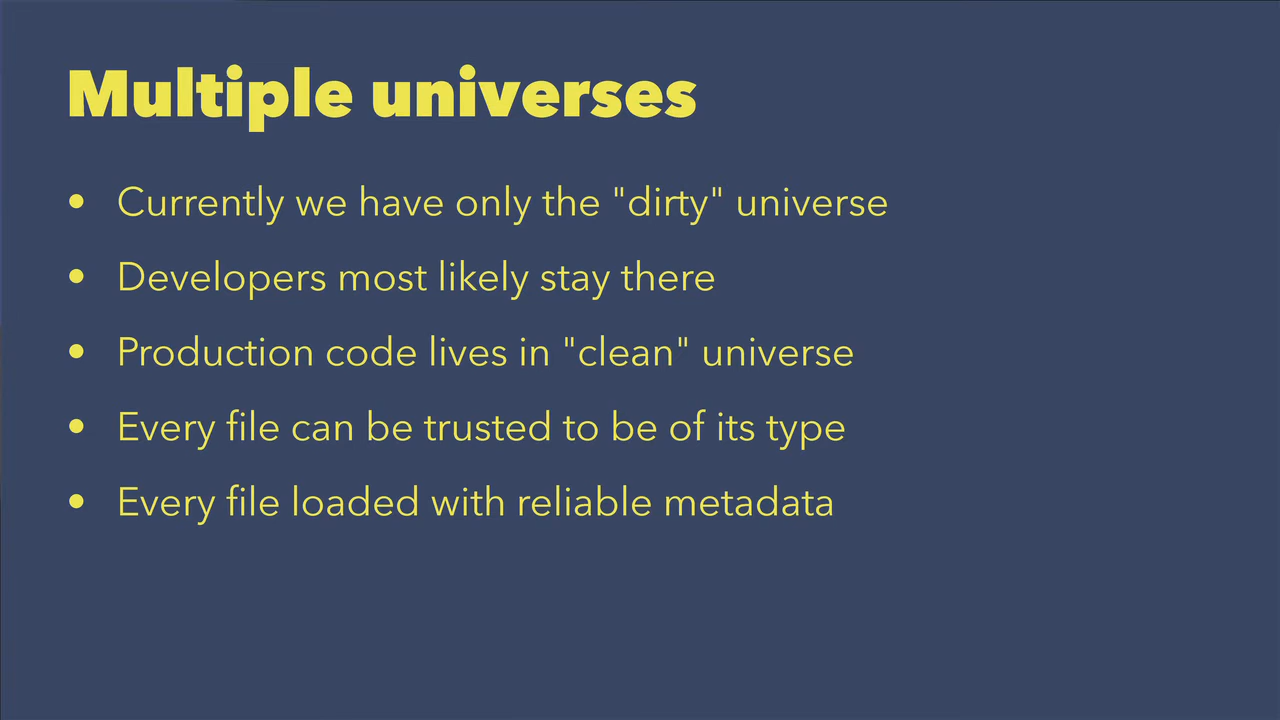 Multiple universes
• Currently we have only the "dirty" universe
• Developers most likely stay there
• Production code lives in "clean" universe
• Every file can be trusted to be of its type
• Every file loaded with reliable metadata